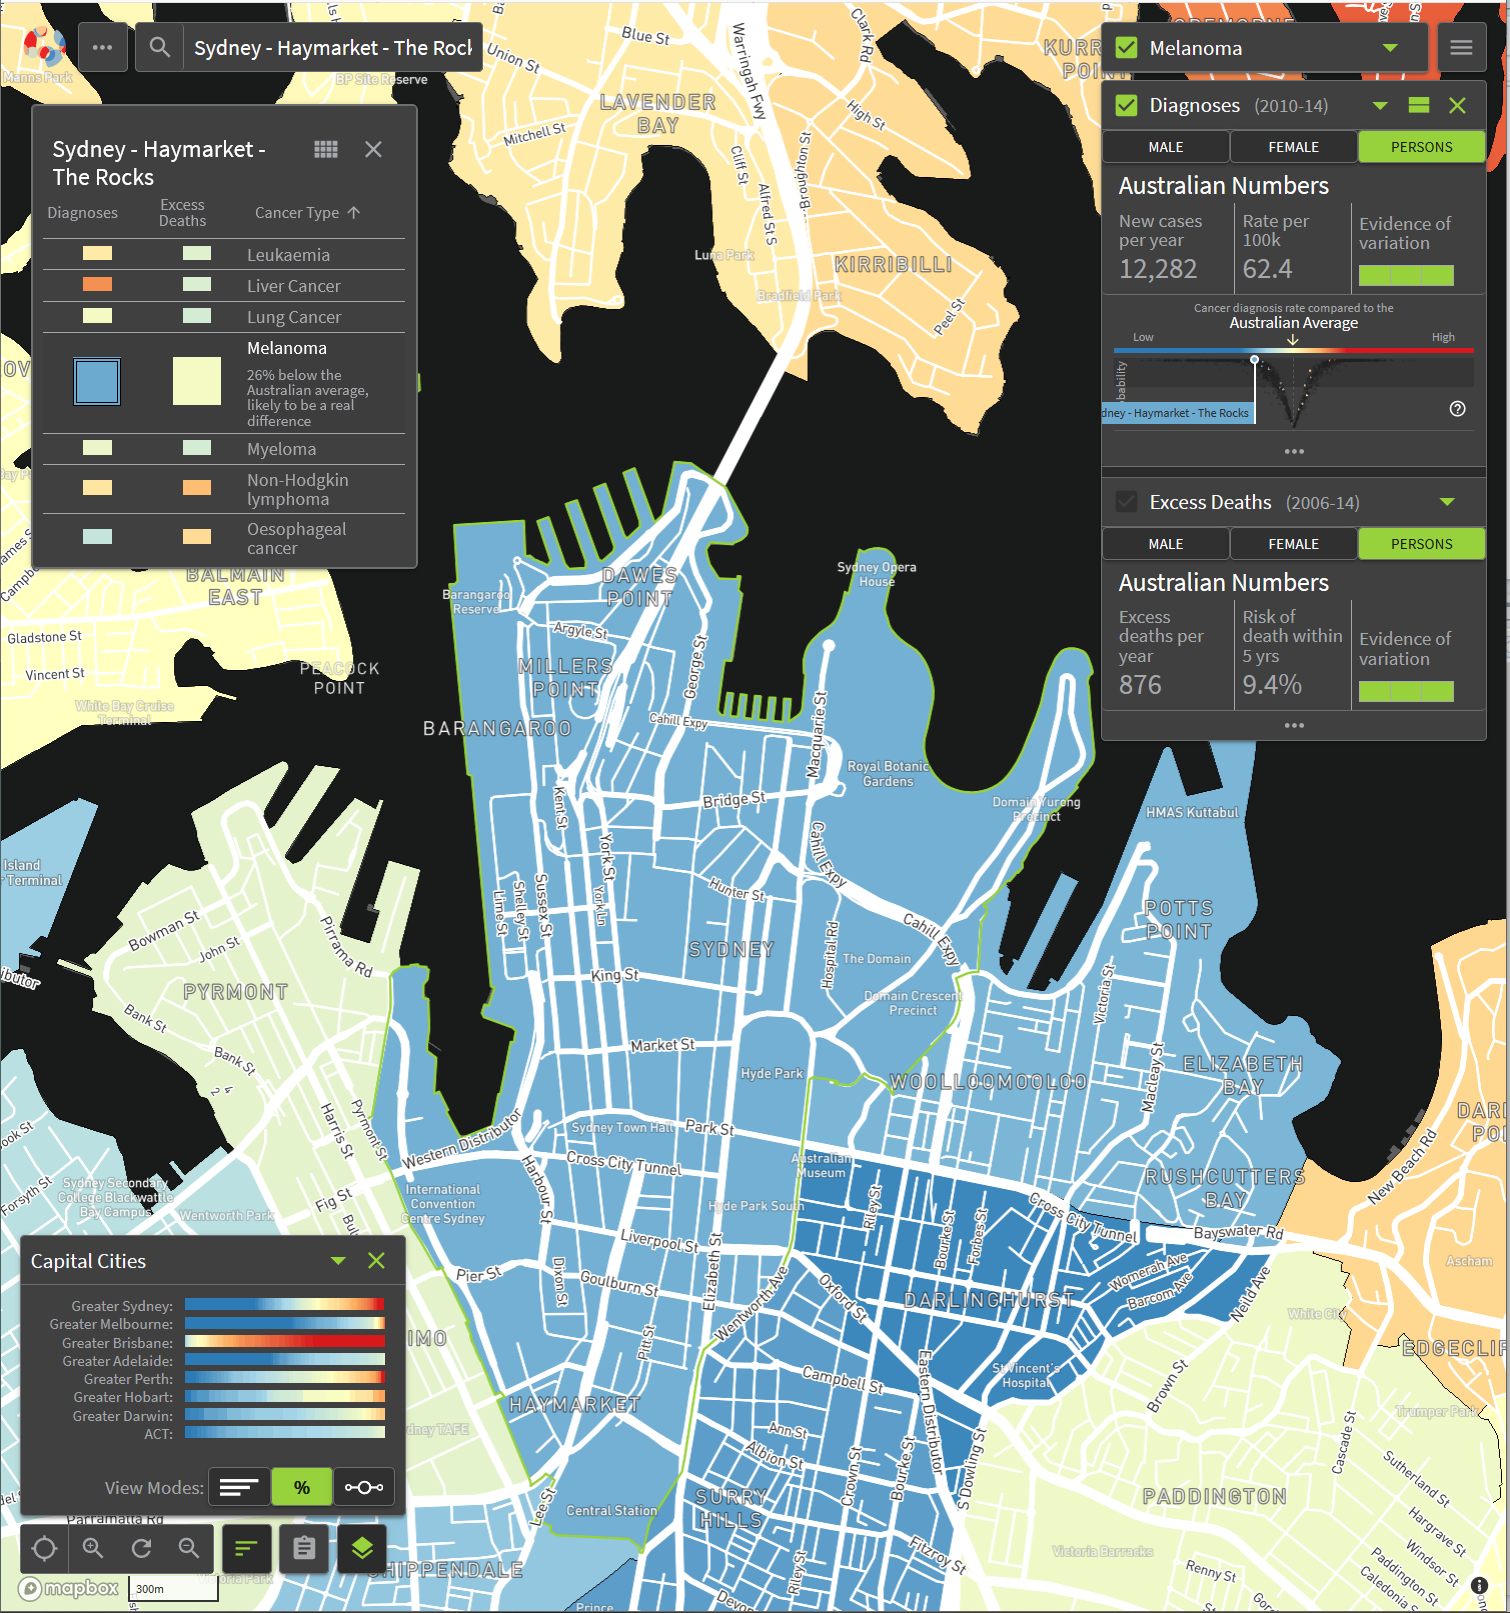 Sydney - Haymarket - The Rock
Melanoma
Sydney - Haymarket -
The Rocks
Diagnoses
Excess
Deaths
Cancer Type
Leukaemia
Liver Cancer
Lung Cancer
Melanoma
26% below the
Australian average,
likely to be a real
difference
Myeloma
Non-Hodgkin
lymphoma
Oesophageal
cancer
Diagnoses (2010-14)
MALE
FEMALE
PERSONS
Australian Numbers
New cases
per year
12,282
Rate per
100k
62.4
Evidence of
variation
Cancer diagnosis rate compared to the
Australian Average
Low
High
bability
dney - Haymarket - The Rocks
Excess Deaths (2006-14)
MALE
FEMALE
PERSONS
Australian Numbers
Excess
deaths per
year
876
Risk of
death within
5 yrs
9.4%
Evidence of
variation
Manns Park
BP Site Reserve
Union St
Blue St
Warringah Fwy
Clark Rd
LAVENDER
BAY
Mitchell St
High St
Cliff St
Alfred St S
Broughton St
Luna Park
Bradfield Park
KIRRIBILLI
Peel St
BALMAIN
EAST
Gladstone St
Vincent St
PEACOCK
POINT
White Bay Cruise
Terminal
Barangaroo
Reserve
DAWES
POINT
Sydney Opera
House
Argyle St
MILLERS
POINT
George St
BARANGAROO
Cahill Expy
Macquarie St
Royal Botanic
Gardens
Domain Yurong
Precinct
HMAS Kuttabul
Bridge St
Kent St
York St
Cahill Expy
Island
Terminal
Hunter St
Lime St
Shelley St
Sussex St
York Ln
Bowman St
John St
Pirrama Rd
SYDNEY
Hospital Rd
The Domain
Cahill Expy
POTTS
POINT
PYRMONT
King St
Domain Crescent
Precinct
Victoria St
Bank St
Bank St
Market St
Hyde Park
WOOLLOOMOOLOO
Macleay St
ELIZABETH
BAY
Harris St
Pyrmont St
Western Distributor
Sydney Town Hall
Park St
Cross City Tunnel
Australian
Museum
New Beach Rd
Forsyth St
Sydney Secondary
College Blackwattle
Bay Campus
Wentworth Park
Fig St
International
Convention
Centre Sydney
Harbour St
Hyde Park South
Riley St
RUSHCUTTERS
BAY
Cross City Tunnel
Bayswater Rd
Bourke St
Forbes St
Liverpool St
Elizabeth St
Ascham
Pier St
Dixon St
Goulburn St
Wentworth Ave
Oxford St
DARLINGHURST
Womerah Ave
Barcom Ave
Neild Ave
EDGECLIF
Pitt St
Eastern Distributor
St Vincent's
Hospital
Campbell St
Brown St
HAYMARKET
Trumper Park
Ann St
Albion St
Crown St
Bourke St
S Dowling St
Cascade St
Sutherland St
Lee St
Central Station
SURRY
HILLS
PADDINGTON
Hargrave St
Windsor St
Paddington St
Caledonia St
Fitzroy St
Victoria Barracks
Renny St
Riley St
Prince
Capital Cities
Greater Sydney:
Greater Melbourne:
Greater Brisbane:
Greater Adelaide:
Greater Perth:
Greater Hobart:
Greater Darwin:
ACT:
View Modes:
%
Parramatta Rd
mapbox
300m